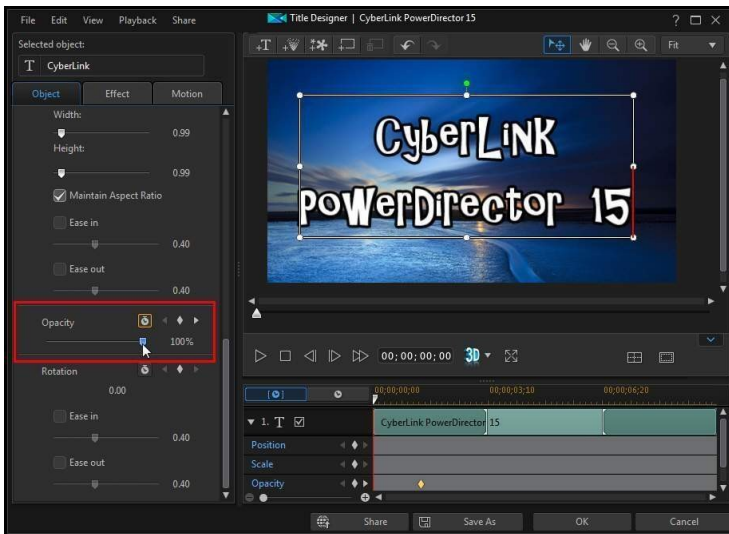 File Edit View Playback Share
Title Designer | CyberLink PowerDirector 15
Selected object:
T CyberLink
Object Effect Motion
Width:
0.99
Height:
0.99
Maintain Aspect Ratio
Ease in
0.40
Ease out
0.40
Opacity
100%
Rotation
0.00
Ease in
0.40
Ease out
0.40
+T
Fit
CyberLink
PowerDirector 15
00;00;00;00
3D
00;00;00;00 00;00;03;10 00;00;06;20
1. T CyberLink PowerDirector 15
Position
Scale
Opacity
Share Save As OK Cancel